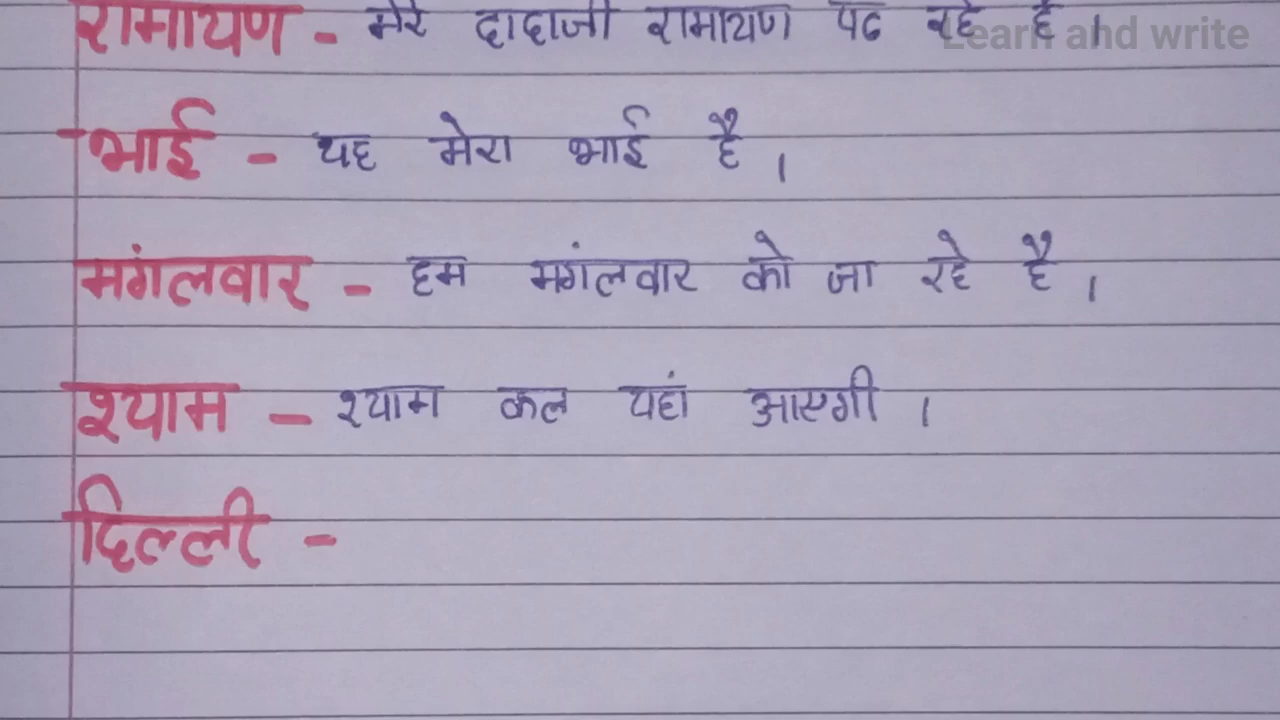 रामायण - मेरे दादाजी रामायण पढ रहे है ।
Learn and write
भाई - यह मेरा भाई है ।
मंगलवार - हम मंगलवार को जा रहे है ।
श्याम - श्याम कल यहां आएगी ।
दिल्ली -